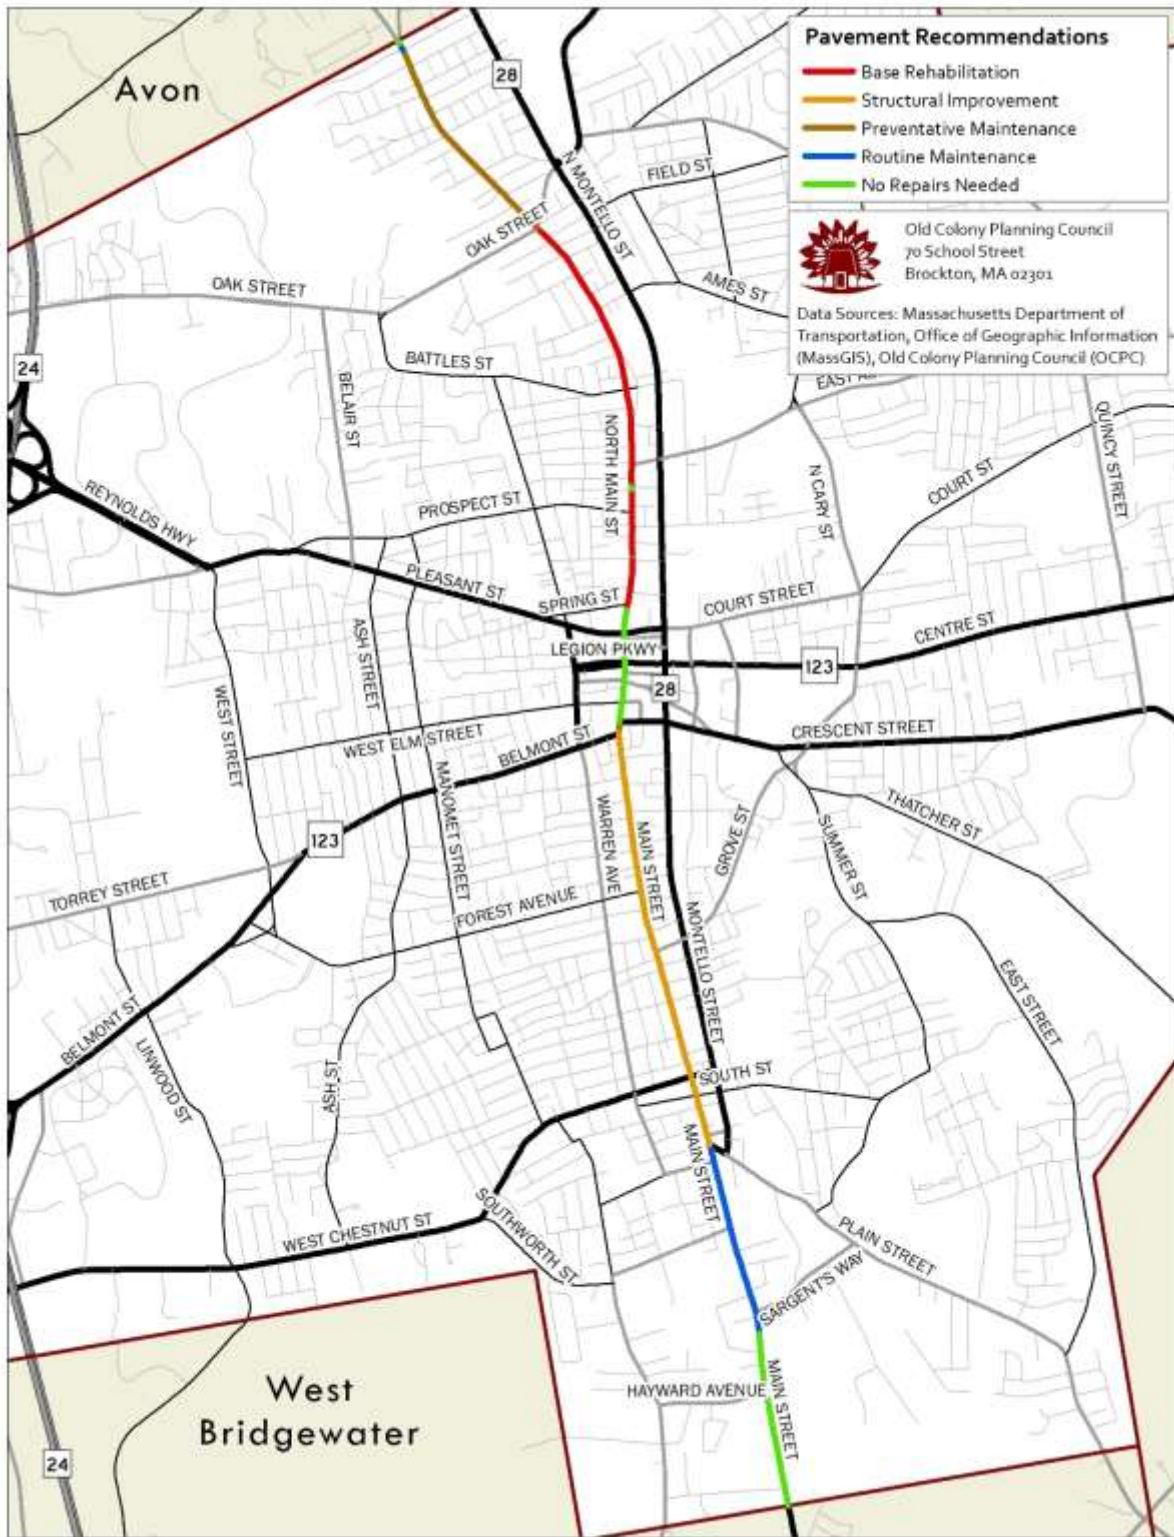 Avon
28
Pavement Recommendations
Base Rehabilitation
Structural Improvement
Preventative Maintenance
Routine Maintenance
No Repairs Needed
Old Colony Planning Council
70 School Street
Brockton, MA 02301
Data Sources: Massachusetts Department of
Transportation, Office of Geographic Information
(MassGIS), Old Colony Planning Council (OCPC)
N MONTELLO ST
FIELD ST
OAK STREET
OAK STREET
AMES ST
24
BATTLES ST
BELAIR ST
EAST
NORTH MAIN ST
QUINCY STREET
N CARY ST
COURT ST
REYNOLDS HWY
PROSPECT ST
PLEASANT ST
SPRING ST
COURT STREET
ASH STREET
LEGION PKWY
CENTRE ST
123
28
WEST STREET
WEST ELM STREET
BELMONT ST
CRESCENT STREET
MANOMET STREET
WARREN AVE
MAIN STREET
GROVE ST
SUMMER ST
THATCHER ST
123
TORREY STREET
FOREST AVENUE
MONTELLO STREET
EAST STREET
BELMONT ST
LINWOOD ST
ASH ST
SOUTH ST
MAIN STREET
WEST CHESTNUT ST
SOUTHWORTH ST
PLAIN STREET
SARGENT'S WAY
HAYWARD AVENUE
MAIN STREET
West
Bridgewater
24